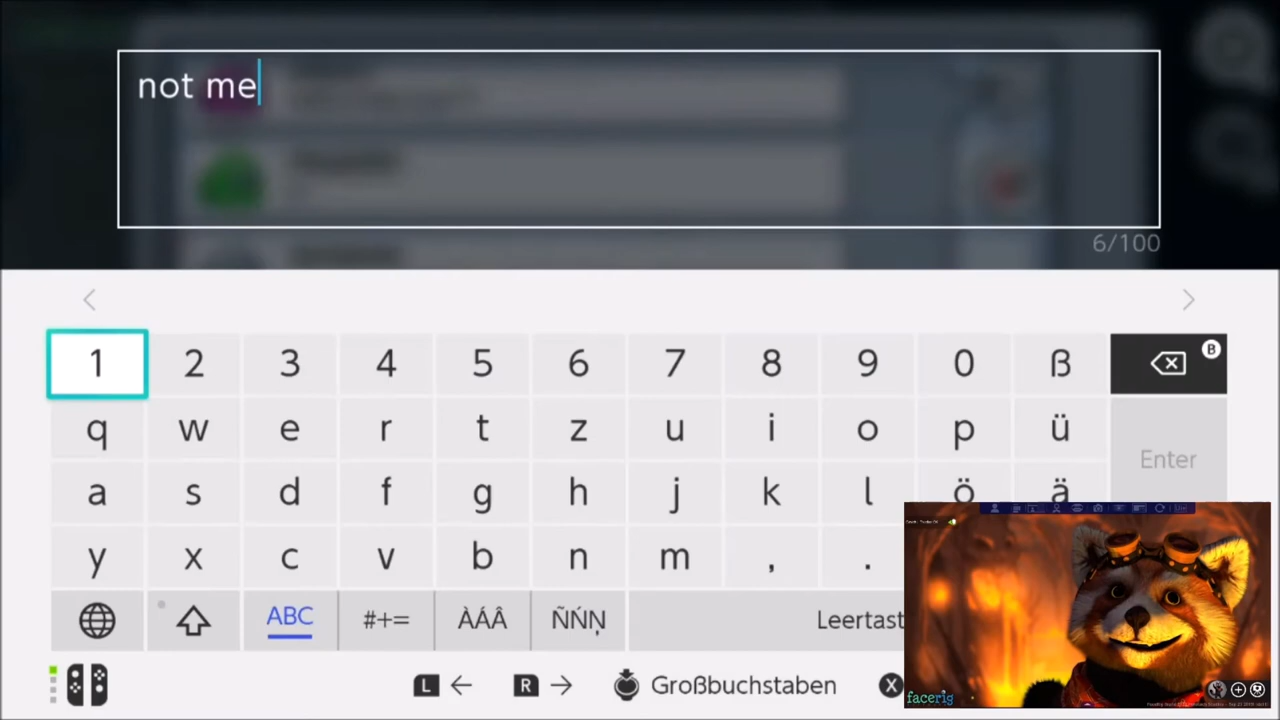 not me
6/100
1 2 3 4 5 6 7 8 9 0 ß B
q w e r t z u i o p ü
Enter
a s d f g h j k l ö ä
y x c v b n m , .
ABC #+= ÀÁÂ ÑŃŅ Leertast
L ← R → Großbuchstaben X
facerig